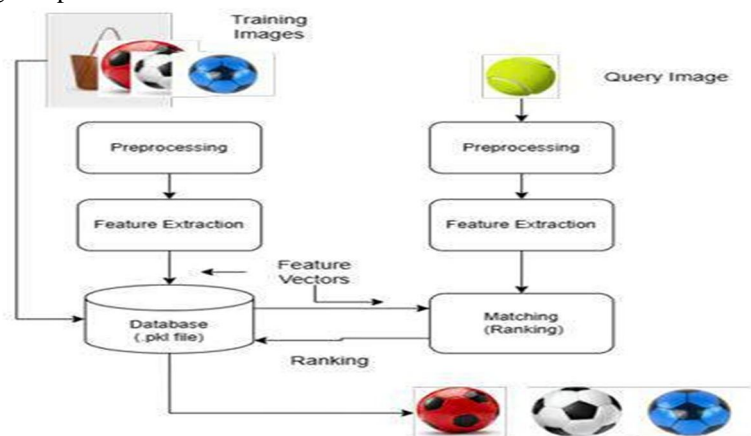 Training
Images
Query Image
Preprocessing
Preprocessing
Feature Extraction
Feature Extraction
Feature
Vectors
Database
(.pkl file)
Matching
(Ranking)
Ranking